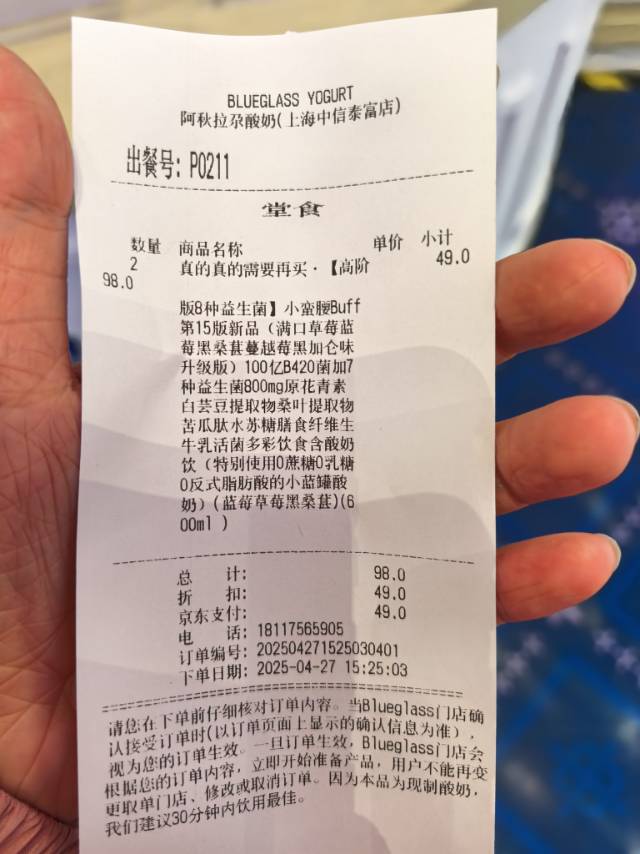 BLUEGLASS YOGURT
阿秋拉尕酸奶(上海中信泰富店)
出餐号: P0211
堂食
数量 商品名称 单价 小计
2 真的真的需要再买·【高阶 49.0
98.0
版8种益生菌】小蛮腰Buff
第15版新品（满口草莓蓝
莓黑桑葚蔓越莓黑加仑味
升级版）100亿B420菌加7
种益生菌800mg原花青素
白芸豆提取物桑叶提取物
苦瓜肽水苏糖膳食纤维生
牛乳活菌多彩饮食含酸奶
饮（特别使用0蔗糖0乳糖
0反式脂肪酸的小蓝罐酸
奶）(蓝莓草莓黑桑葚)(6
00ml )
总 计: 98.0
折 扣: 49.0
京东支付: 49.0
电 话: 18117565905
订单编号: 202504271525030401
下单日期: 2025-04-27 15:25:03
请您在下单前仔细核对订单内容。当Blueglass门店确
认接受订单时(以订单页面上显示的确认信息为准)，
视为您的订单生效。一旦订单生效，Blueglass门店会
根据您的订单内容，立即开始准备产品，用户不能再变
更取单门店、修改或取消订单。因为本品为现制酸奶，
我们建议30分钟内饮用最佳。